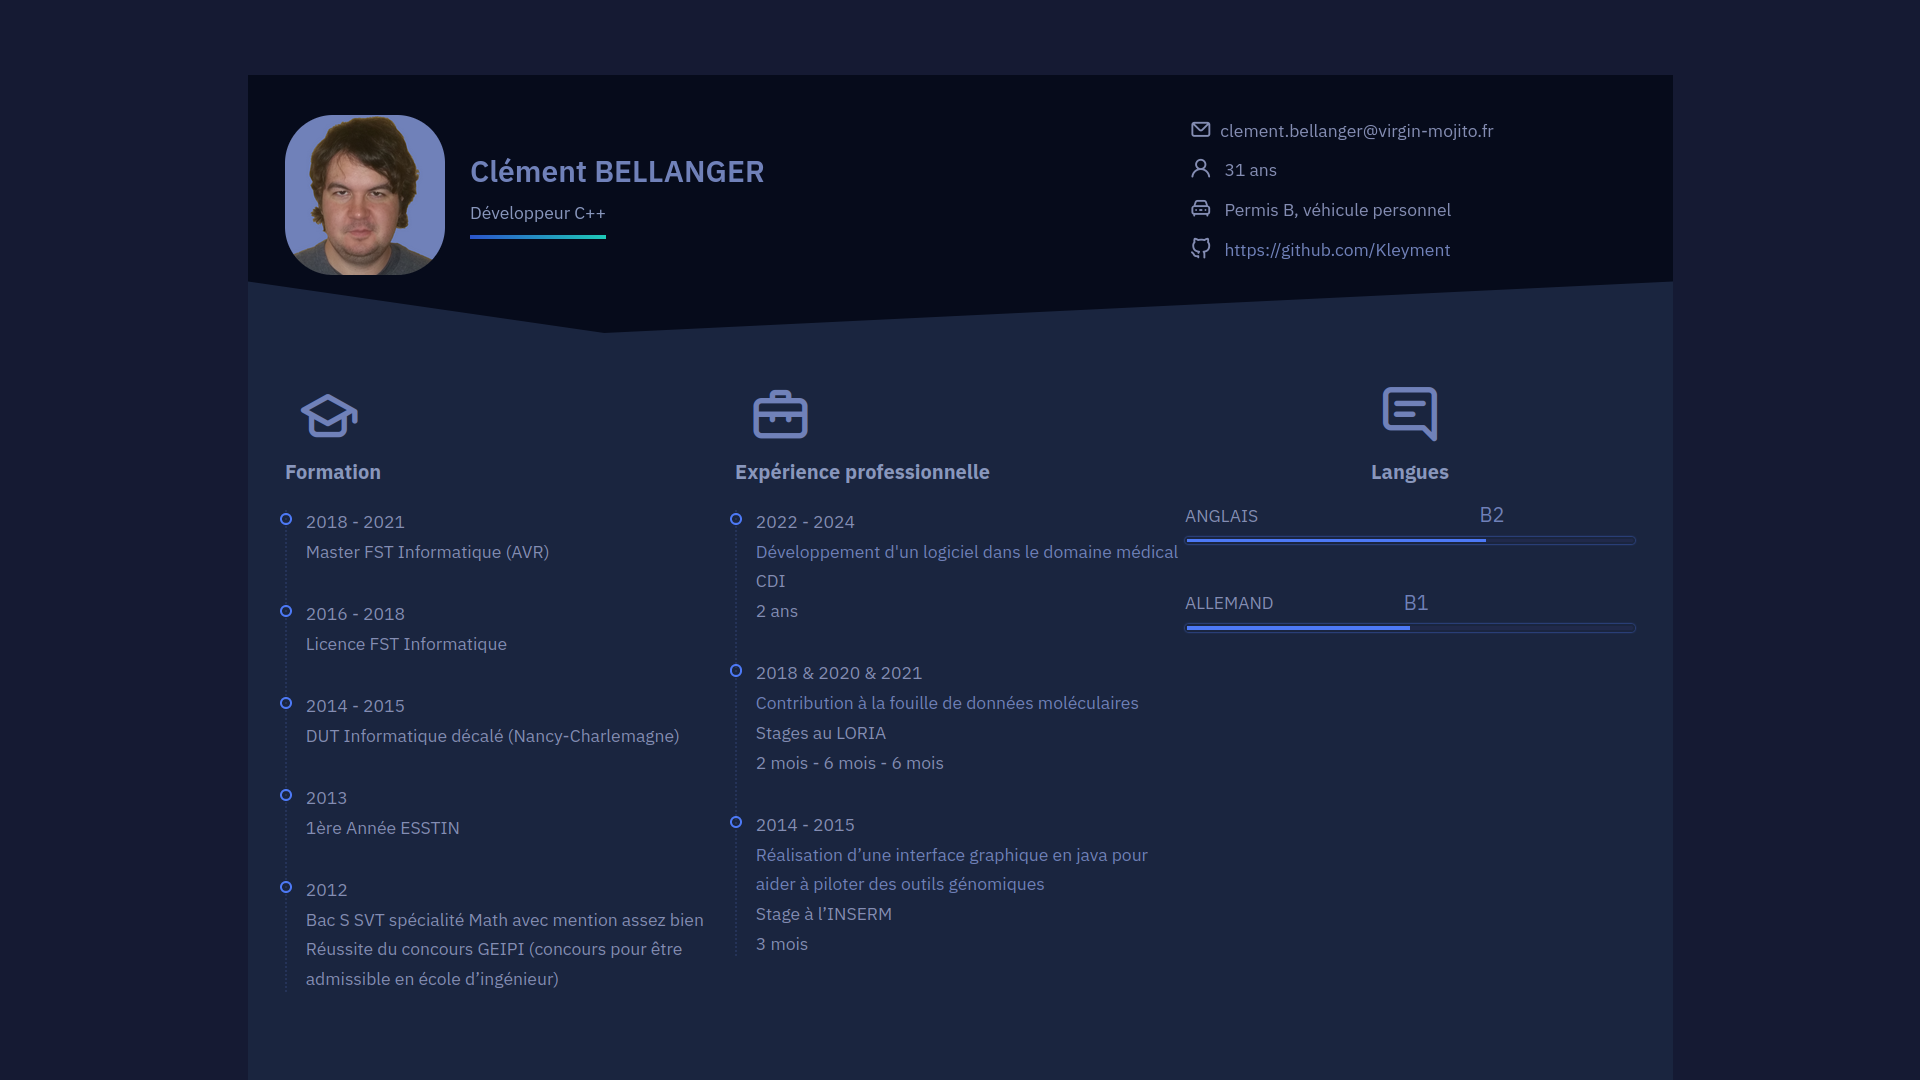 Clément BELLANGER
Développeur C++
clement.bellanger@virgin-mojito.fr
31 ans
Permis B, véhicule personnel
https://github.com/Kleyment
Formation
2018 - 2021
Master FST Informatique (AVR)
2016 - 2018
Licence FST Informatique
2014 - 2015
DUT Informatique décalé (Nancy-Charlemagne)
2013
1ère Année ESSTIN
2012
Bac S SVT spécialité Math avec mention assez bien
Réussite du concours GEIPI (concours pour être
admissible en école d’ingénieur)
Expérience professionnelle
2022 - 2024
Développement d'un logiciel dans le domaine médical
CDI
2 ans
2018 & 2020 & 2021
Contribution à la fouille de données moléculaires
Stages au LORIA
2 mois - 6 mois - 6 mois
2014 - 2015
Réalisation d’une interface graphique en java pour
aider à piloter des outils génomiques
Stage à l’INSERM
3 mois
Langues
ANGLAIS B2
ALLEMAND B1